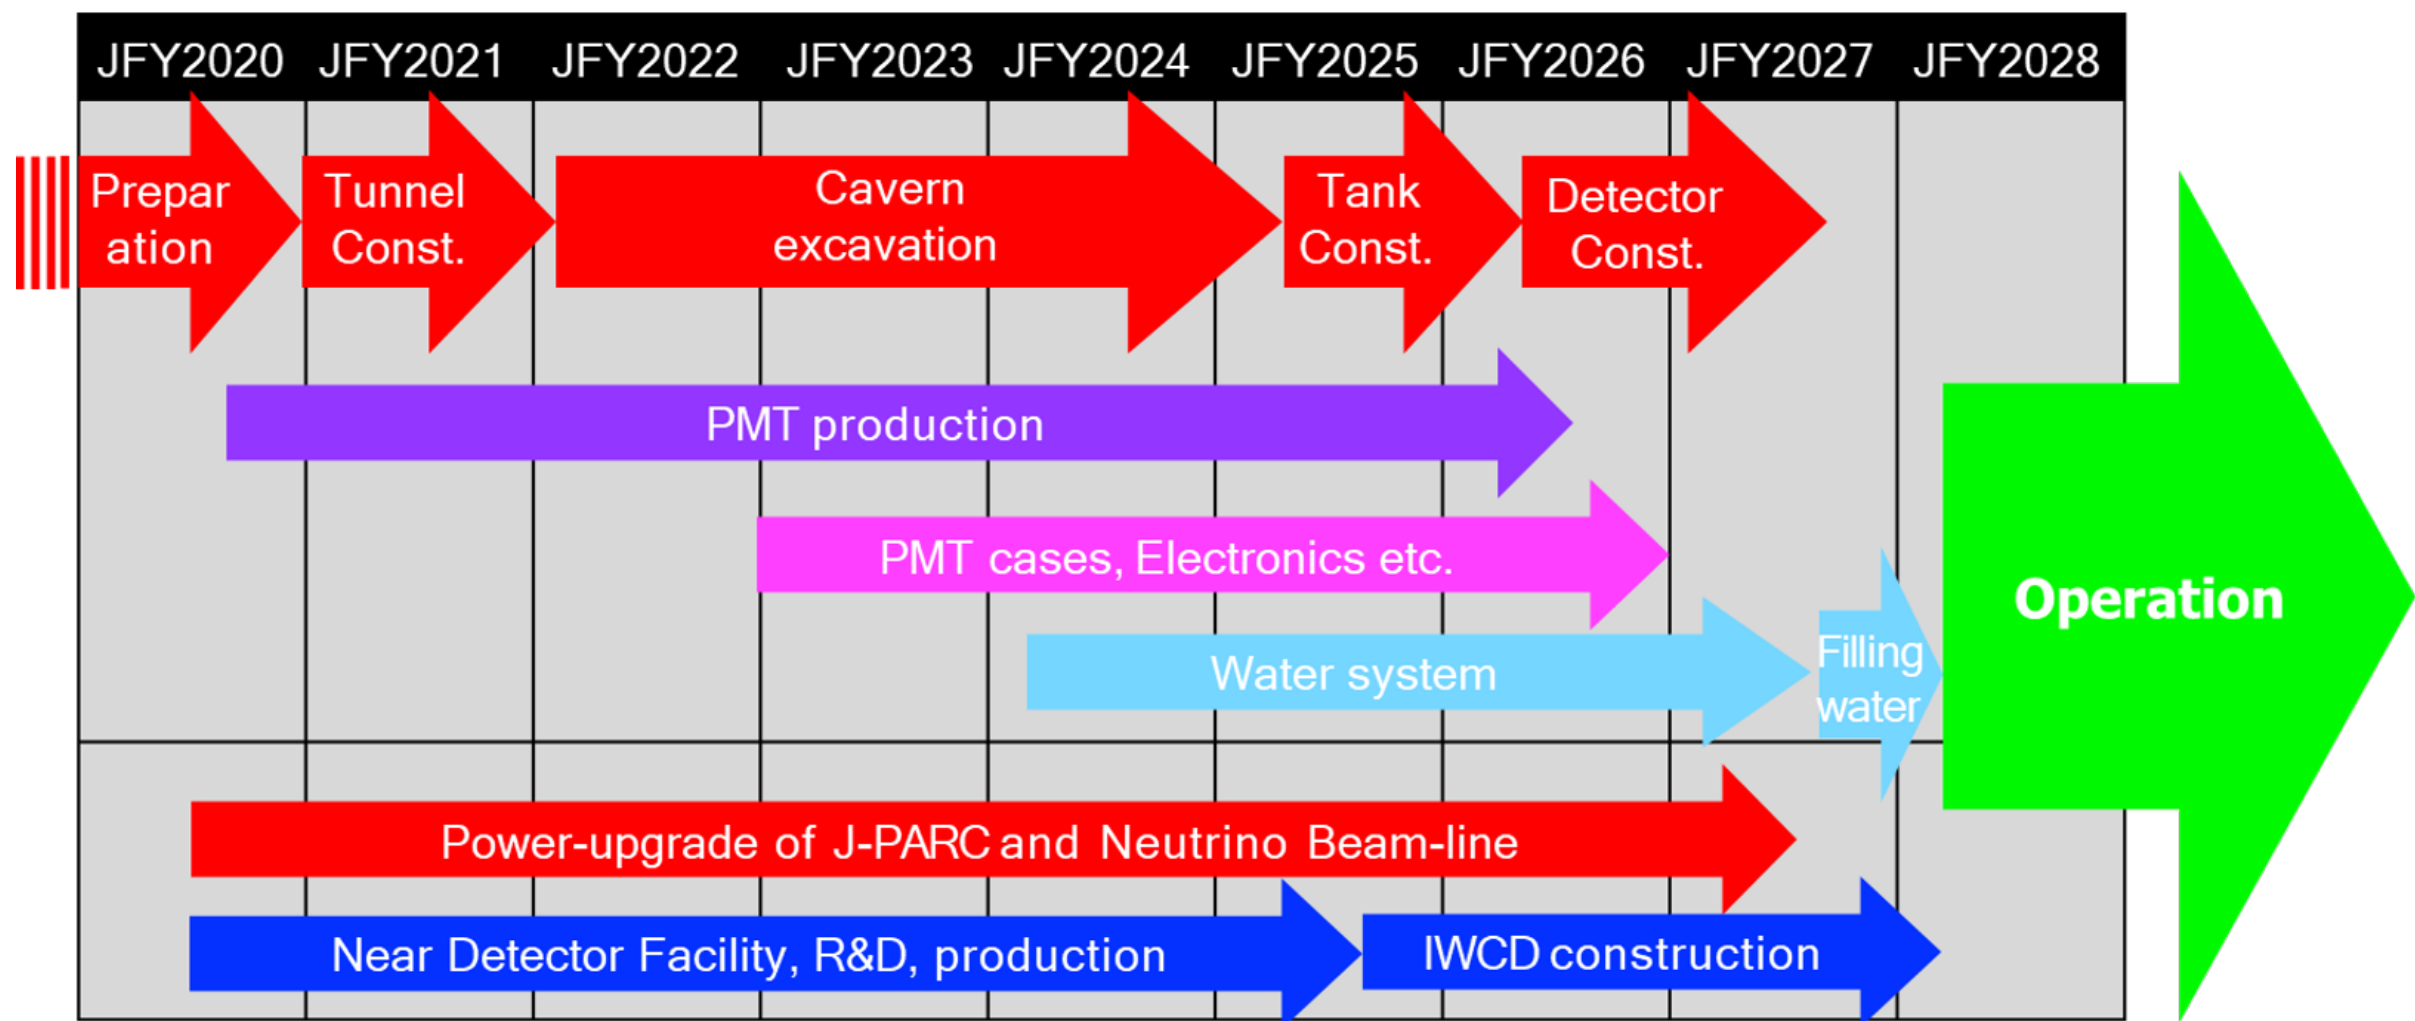 JFY2020 JFY2021 JFY2022 JFY2023 JFY2024 JFY2025 JFY2026 JFY2027 JFY2028
Prepar
ation
Tunnel
Const.
Cavern
excavation
Tank
Const.
Detector
Const.
PMT production
PMT cases, Electronics etc.
Water system
Filling
water
Operation
Power-upgrade of J-PARC and Neutrino Beam-line
Near Detector Facility, R&D, production
IWCD construction